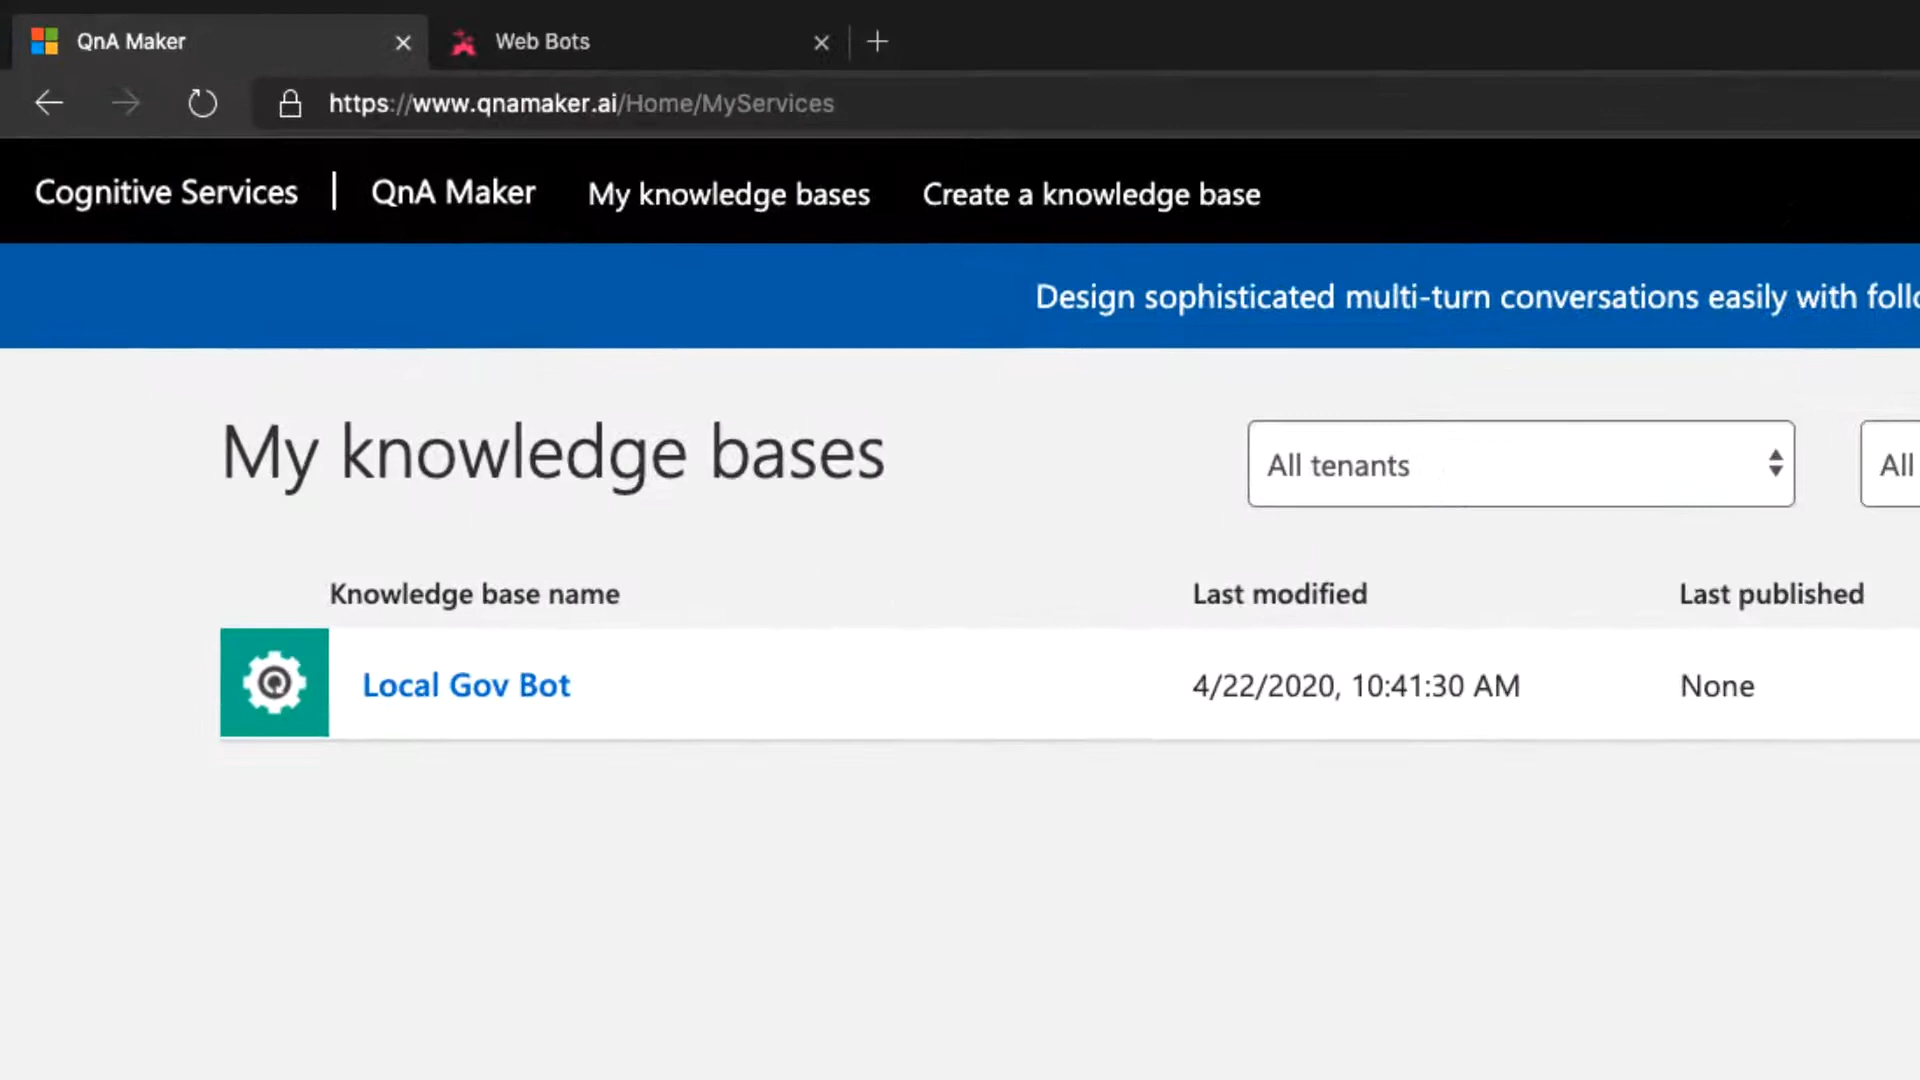 QnA Maker
Web Bots
https://www.qnamaker.ai/Home/MyServices
Cognitive Services | QnA Maker My knowledge bases Create a knowledge base
Design sophisticated multi-turn conversations easily with follo
My knowledge bases
All tenants
All
Knowledge base name Last modified Last published
Local Gov Bot 4/22/2020, 10:41:30 AM None